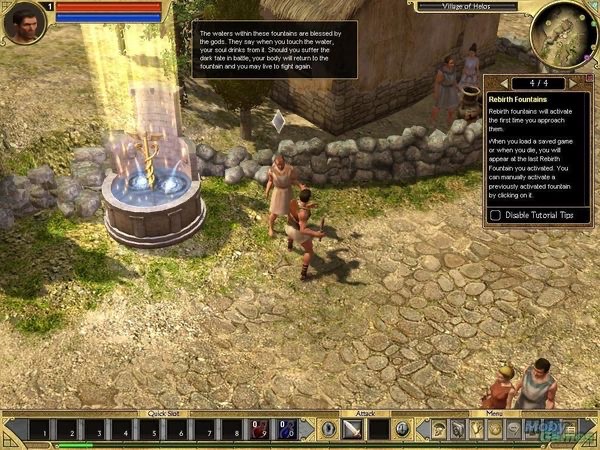 1
The waters within these fountains are blessed by
the gods. They say when you touch the water,
your soul drinks from it. Should you suffer the
dark fate in battle, your body will return to the
fountain and you may live to fight again.
Village of Helos
4 / 4
Rebirth Fountains
Rebirth fountains will activate
the first time you approach
them.
When you load a saved game
or when you die, you will
appear at the last Rebirth
Fountain you activated. You
can manually activate a
previously activated fountain
by clicking on it.
Disable Tutorial Tips
Quick Slot
Attack
Menu
0 0
1 2 3 4 5 6 7 8 9 0
Moby
Games